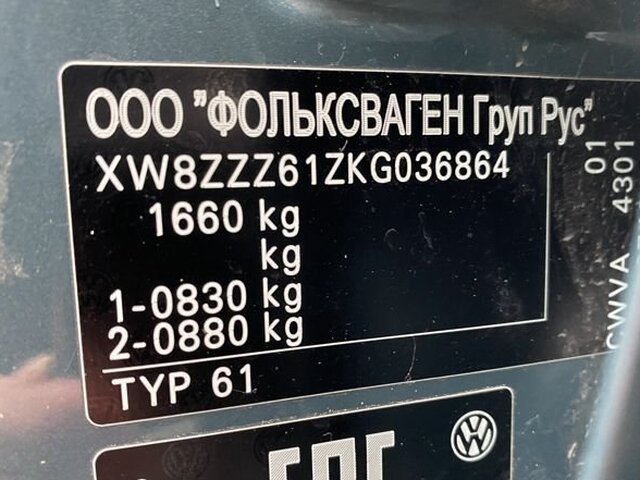 ООО "ФОЛЬКСВАГЕН Груп Рус"
XW8ZZZ61ZKG036864
1660 kg
kg
1-0830 kg
2-0880 kg
TYP 61
01
CWVA 4301